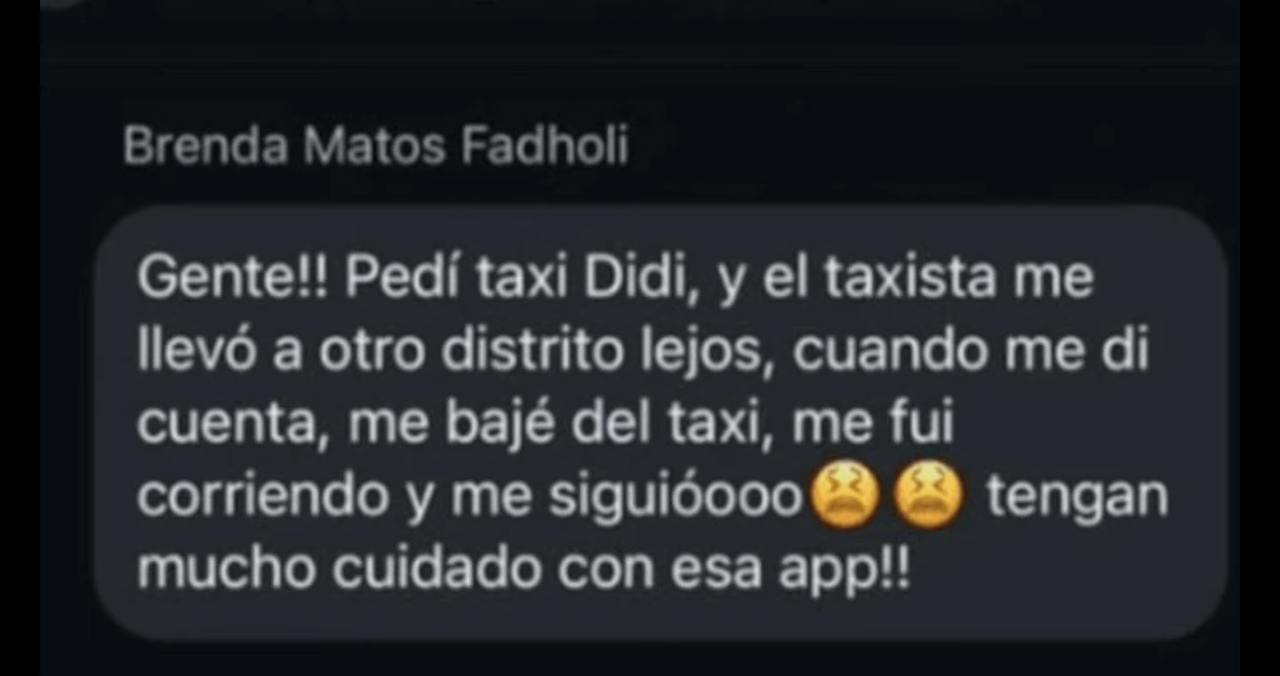 Brenda Matos Fadholi
Gente!! Pedí taxi Didi, y el taxista me
llevó a otro distrito lejos, cuando me di
cuenta, me bajé del taxi, me fui
corriendo y me siguióooo😫😫 tengan
mucho cuidado con esa app!!